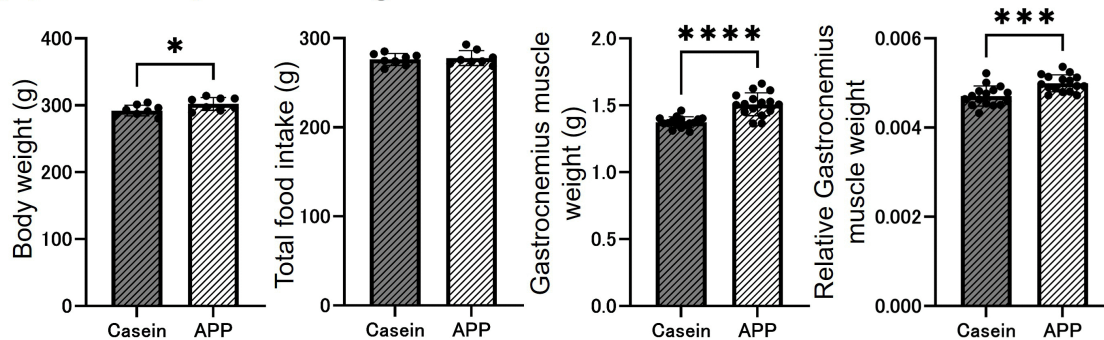 Body weight (g)
400
300
200
100
0
*
Casein
APP
Total food intake (g)
300
200
100
0
Casein
APP
Gastrocnemius muscle
weight (g)
2.0
1.5
1.0
0.5
0.0
****
Casein
APP
Relative Gastrocnemius
muscle weight
0.006
0.004
0.002
0.000
***
Casein
APP